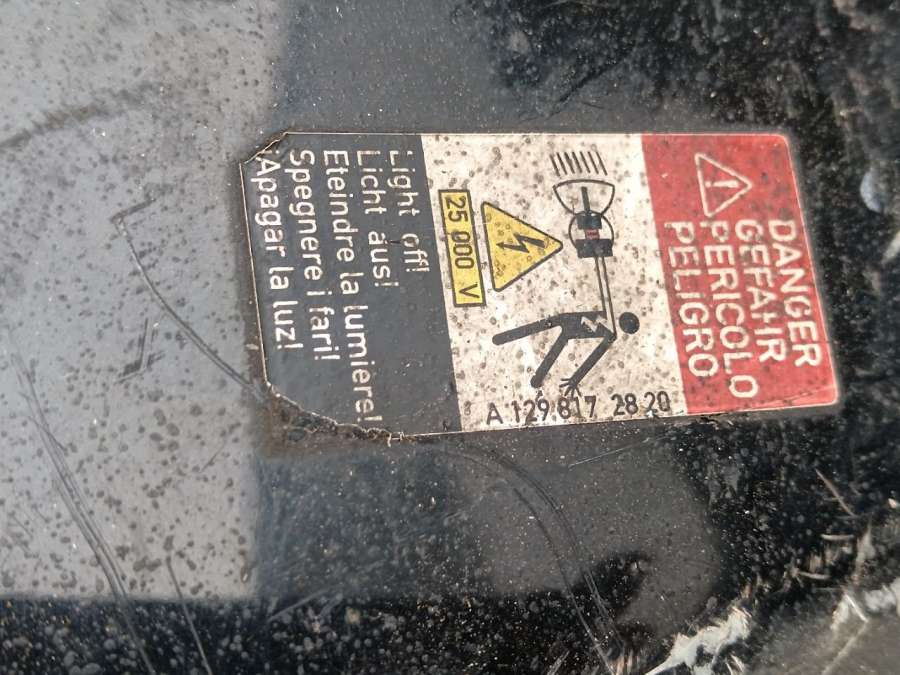 DANGER
GEFAHR
PERICOLO
PELIGRO
A 129 817 28 20
25 000 V
Light off!
Licht aus!
Eteindre la lumière!
Spegnere i fari!
¡Apagar la luz!